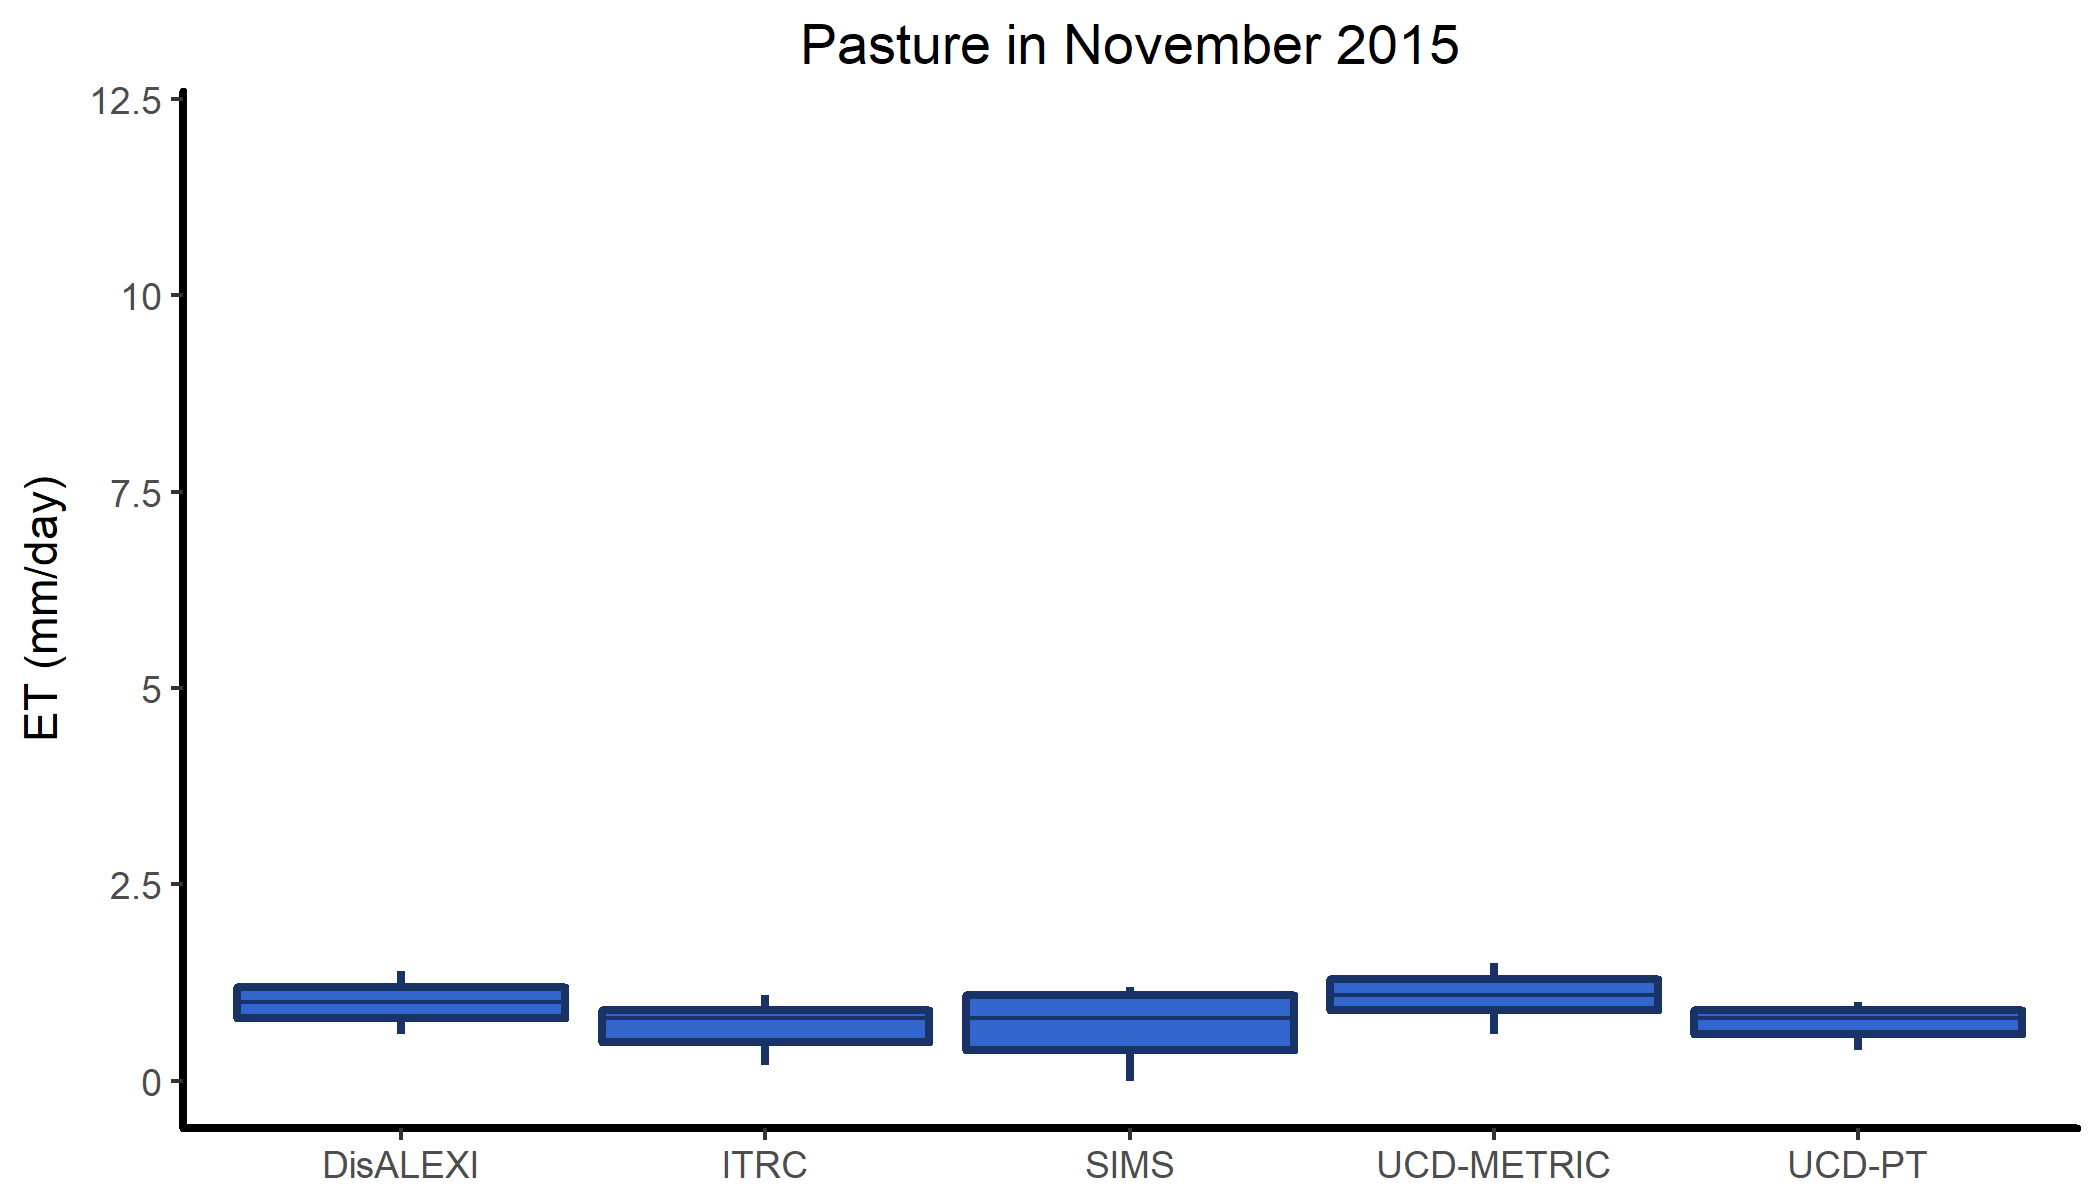 Pasture in November 2015
12.5
10
7.5
5
2.5
0
ET (mm/day)
DisALEXI ITRC SIMS UCD-METRIC UCD-PT